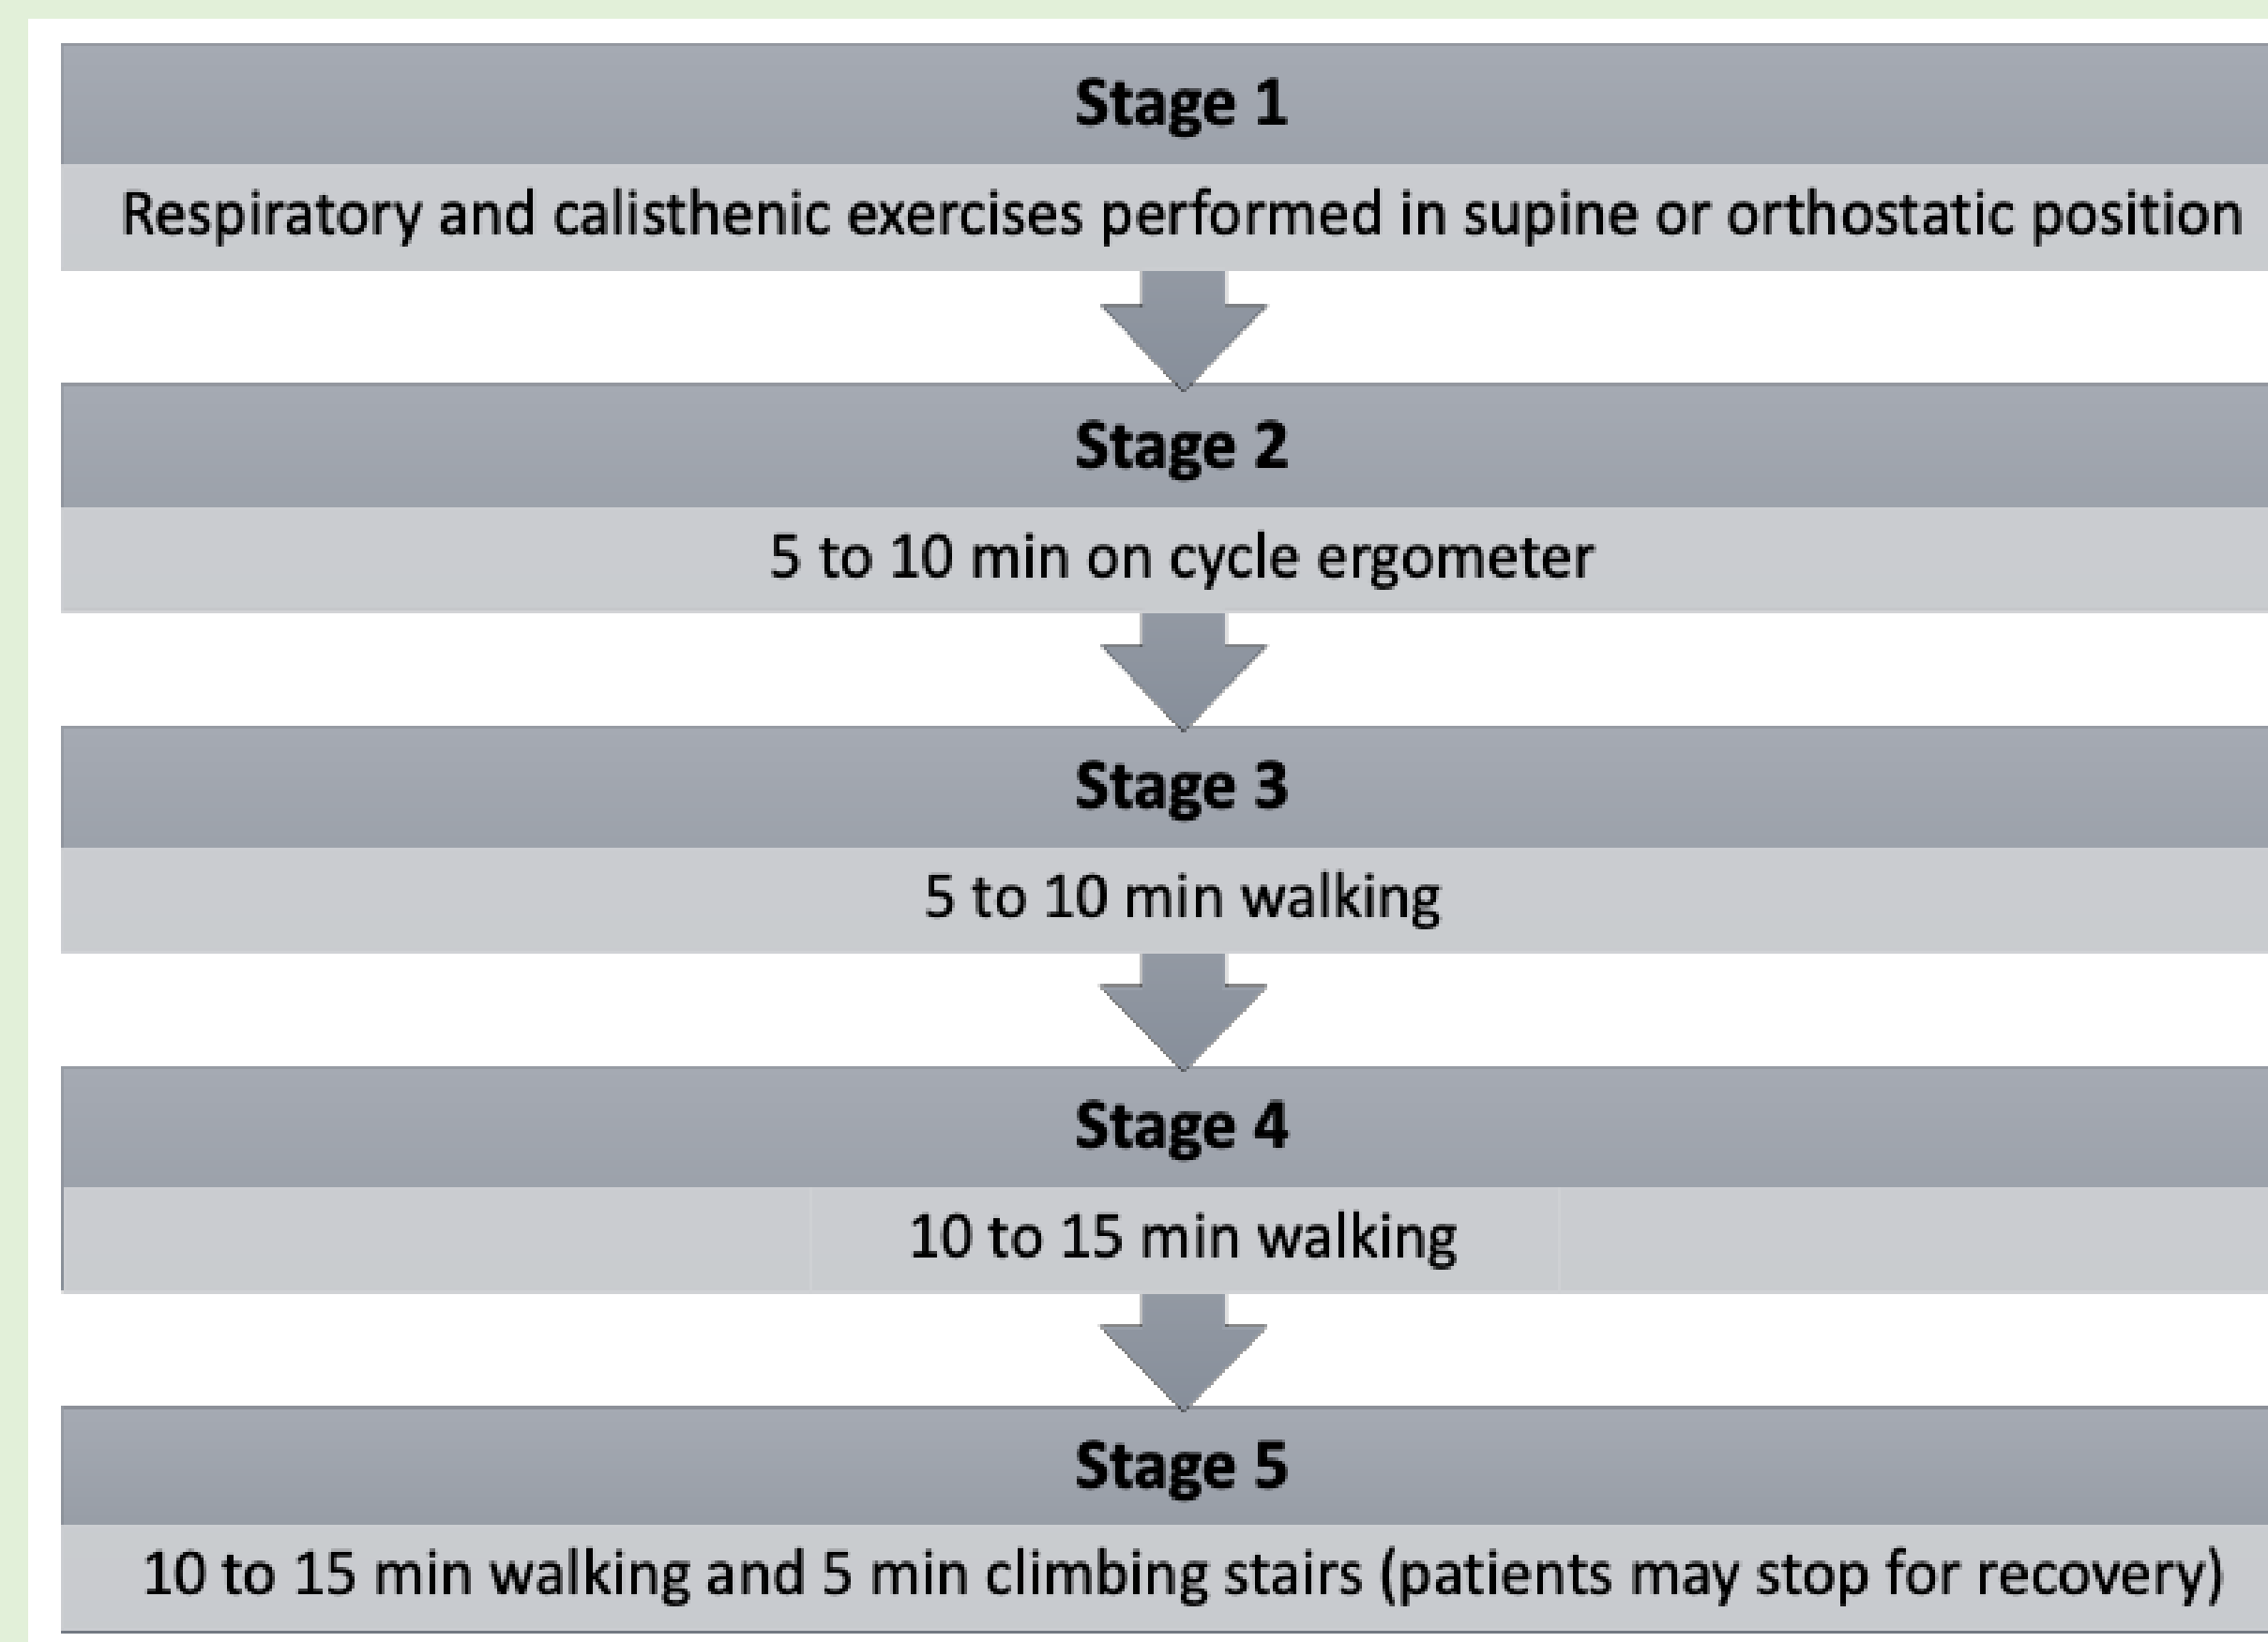 Stage 1
Respiratory and calisthenic exercises performed in supine or orthostatic position
Stage 2
5 to 10 min on cycle ergometer
Stage 3
5 to 10 min walking
Stage 4
10 to 15 min walking
Stage 5
10 to 15 min walking and 5 min climbing stairs (patients may stop for recovery)